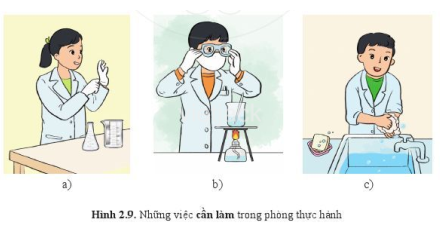 a)
b)
c)
Hình 2.9. Những việc cần làm trong phòng thực hành